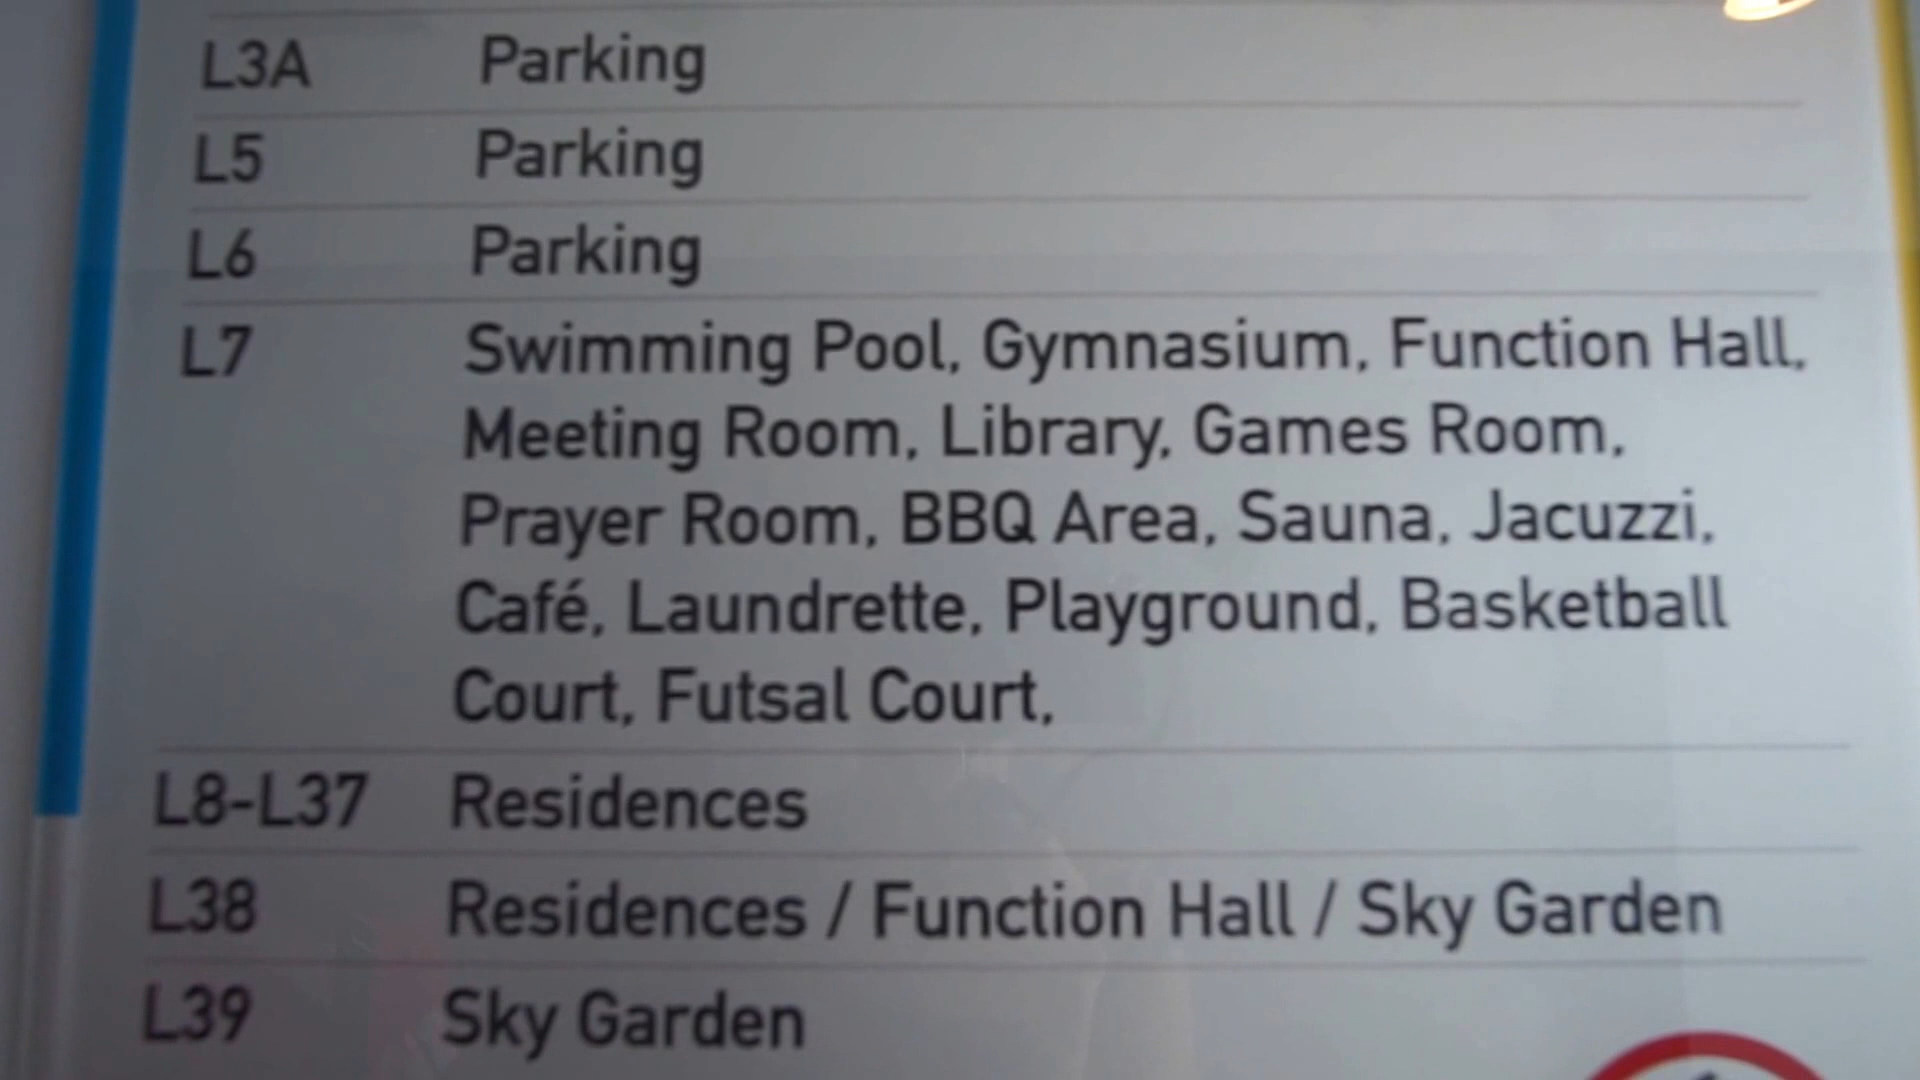 L3A Parking
L5 Parking
L6 Parking
L7 Swimming Pool, Gymnasium, Function Hall,
Meeting Room, Library, Games Room,
Prayer Room, BBQ Area, Sauna, Jacuzzi,
Café, Laundrette, Playground, Basketball
Court, Futsal Court,
L8-L37 Residences
L38 Residences / Function Hall / Sky Garden
L39 Sky Garden